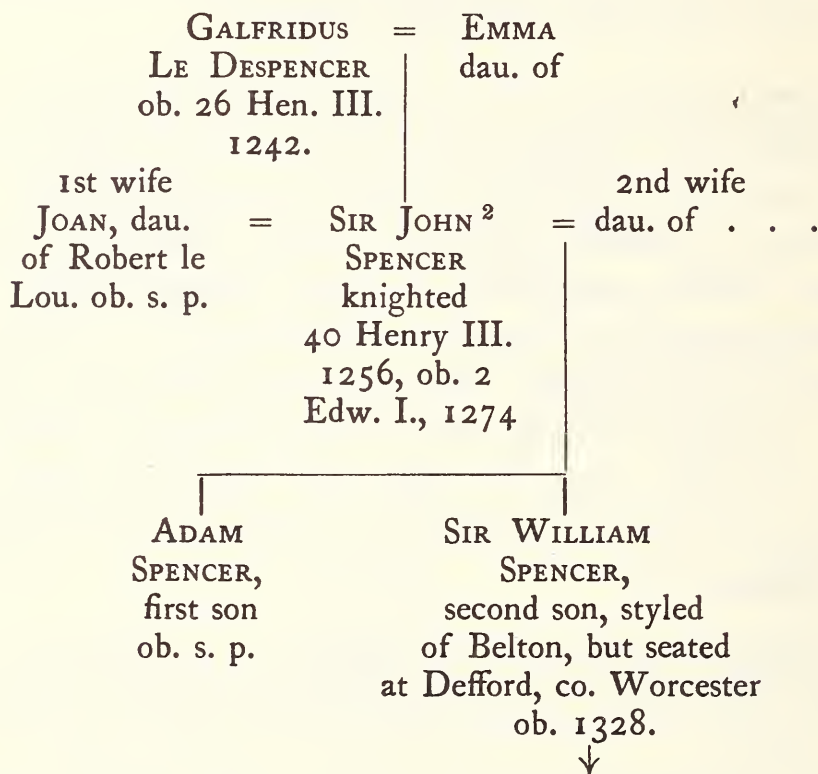 GALFRIDUS = EMMA
LE DESPENCER dau. of
ob. 26 Hen. III.
1242.
1st wife 2nd wife
JOAN, dau. = SIR JOHN ² = dau. of . . .
of Robert le SPENCER
Lou. ob. s. p. knighted
40 Henry III.
1256, ob. 2
Edw. I., 1274
ADAM SIR WILLIAM
SPENCER, SPENCER,
first son second son, styled
ob. s. p. of Belton, but seated
at Defford, co. Worcester
ob. 1328.